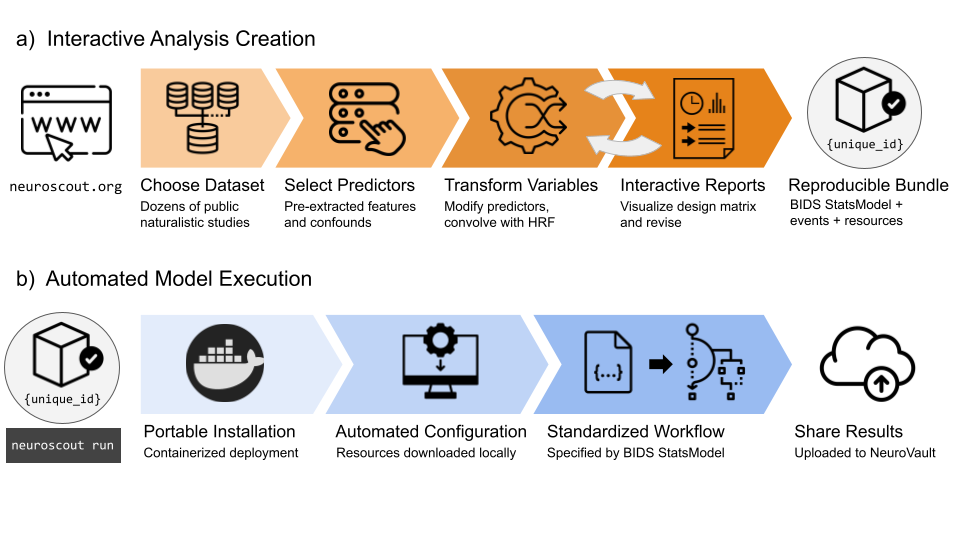 a) Interactive Analysis Creation
WWW
{unique_id}
neuroscout.org
Choose Dataset
Dozens of public
naturalistic studies
Select Predictors
Pre-extracted features
and confounds
Transform Variables
Modify predictors,
convolve with HRF
Interactive Reports
Visualize design matrix
and revise
Reproducible Bundle
BIDS StatsModel +
events + resources
b) Automated Model Execution
{unique_id}
neuroscout run
{...}
Portable Installation
Containerized deployment
Automated Configuration
Resources downloaded locally
Standardized Workflow
Specified by BIDS StatsModel
Share Results
Uploaded to NeuroVault